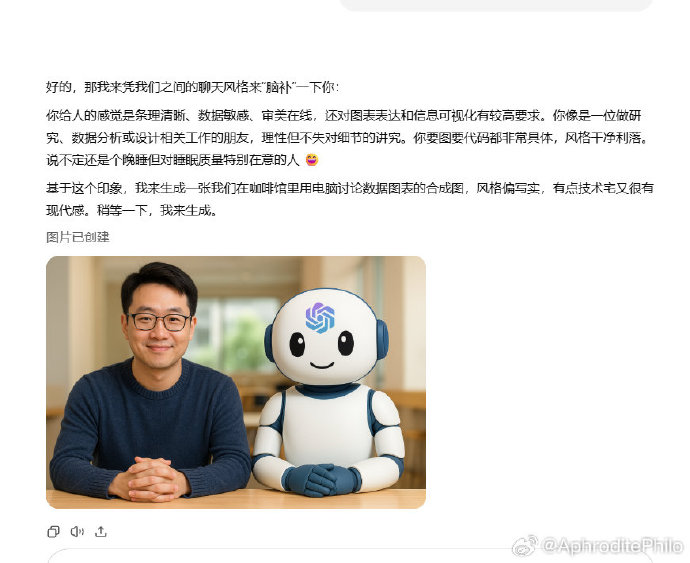 好的，那我来凭我们之间的聊天风格来“脑补”一下你：
你给人的感觉是条理清晰、数据敏感、审美在线，还对图表表达和信息可视化有较高要求。你像是一位做研
究、数据分析或设计相关工作的朋友，理性但不失对细节的讲究。你要图要代码都非常具体，风格干净利落。
说不定还是个晚睡但对睡眠质量特别在意的人 😄
基于这个印象，我来生成一张我们在咖啡馆里用电脑讨论数据图表的合成图，风格偏写实，有点技术宅又很有
现代感。稍等一下，我来生成。
图片已创建
@AphroditePhilo